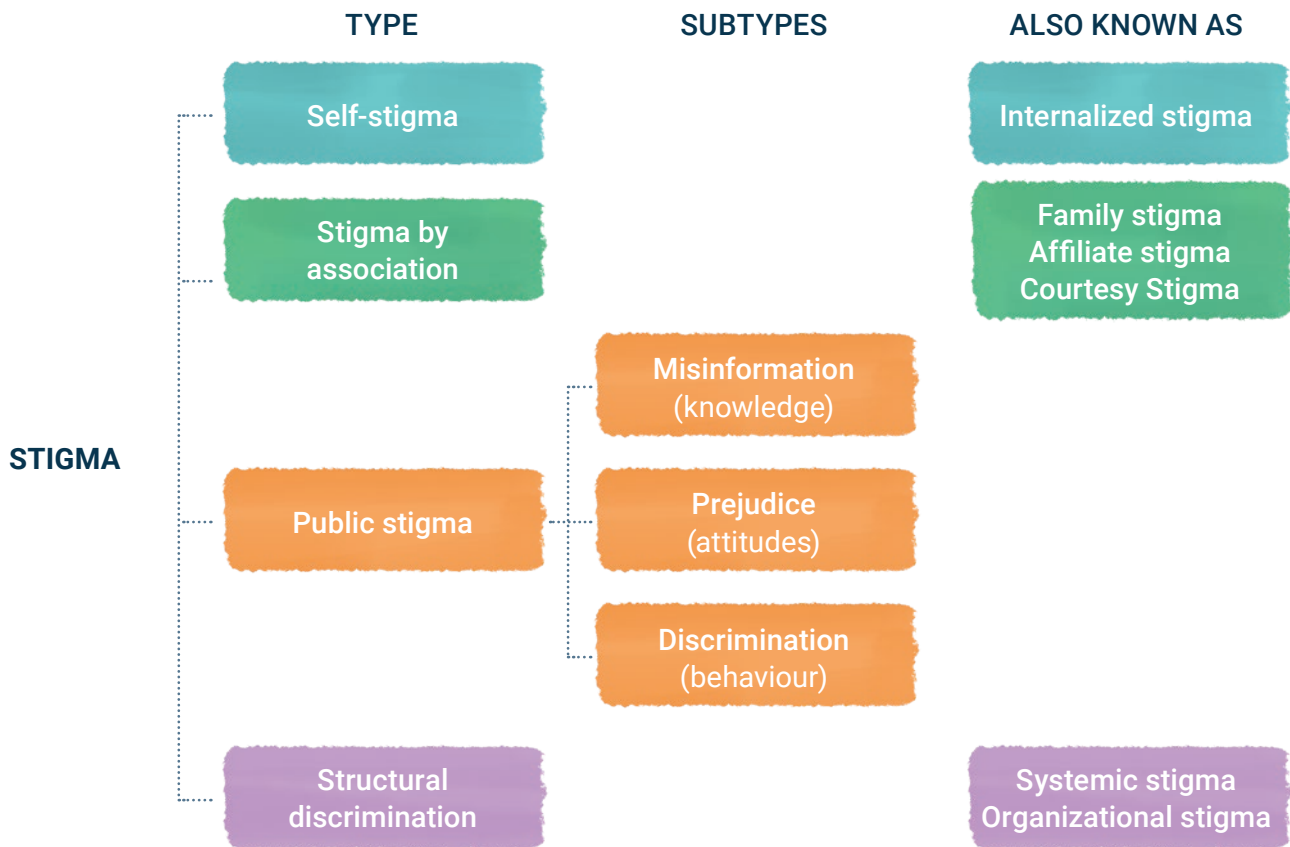 TYPE
SUBTYPES
ALSO KNOWN AS
Self-stigma
Internalized stigma
Stigma by
association
Family stigma
Affiliate stigma
Courtesy Stigma
STIGMA
Public stigma
Misinformation
(knowledge)
Prejudice
(attitudes)
Discrimination
(behaviour)
Structural
discrimination
Systemic stigma
Organizational stigma